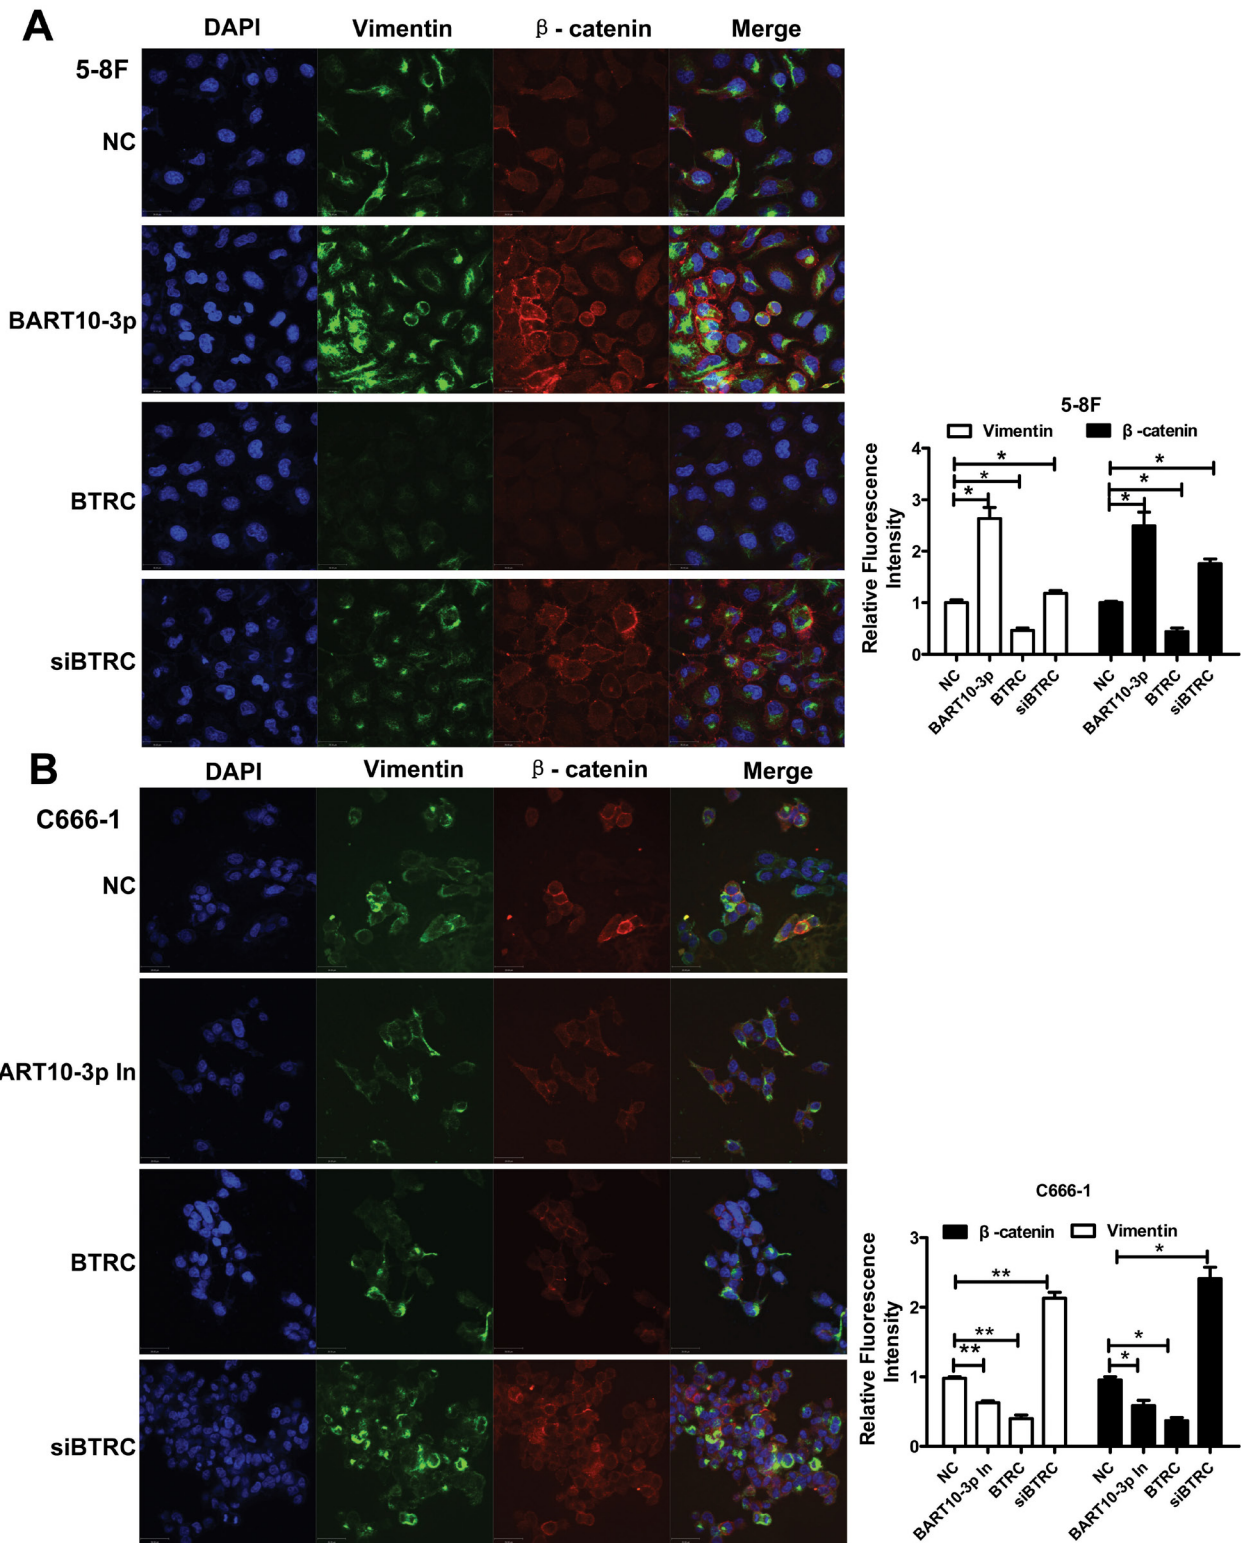 A
DAPI Vimentin β - catenin Merge
5-8F
NC
BART10-3p
BTRC
siBTRC
5-8F
Vimentin β -catenin
Relative Fluorescence
Intensity
4
3
2
1
0
* * * * * *
NC BART10-3p BTRC siBTRC NC BART10-3p BTRC siBTRC
B
DAPI Vimentin β - catenin Merge
C666-1
NC
ART10-3p In
BTRC
siBTRC
C666-1
β -catenin Vimentin
Relative Fluorescence
Intensity
3
2
1
0
** ** ** * * *
NC BART10-3p In BTRC siBTRC NC BART10-3p In BTRC siBTRC